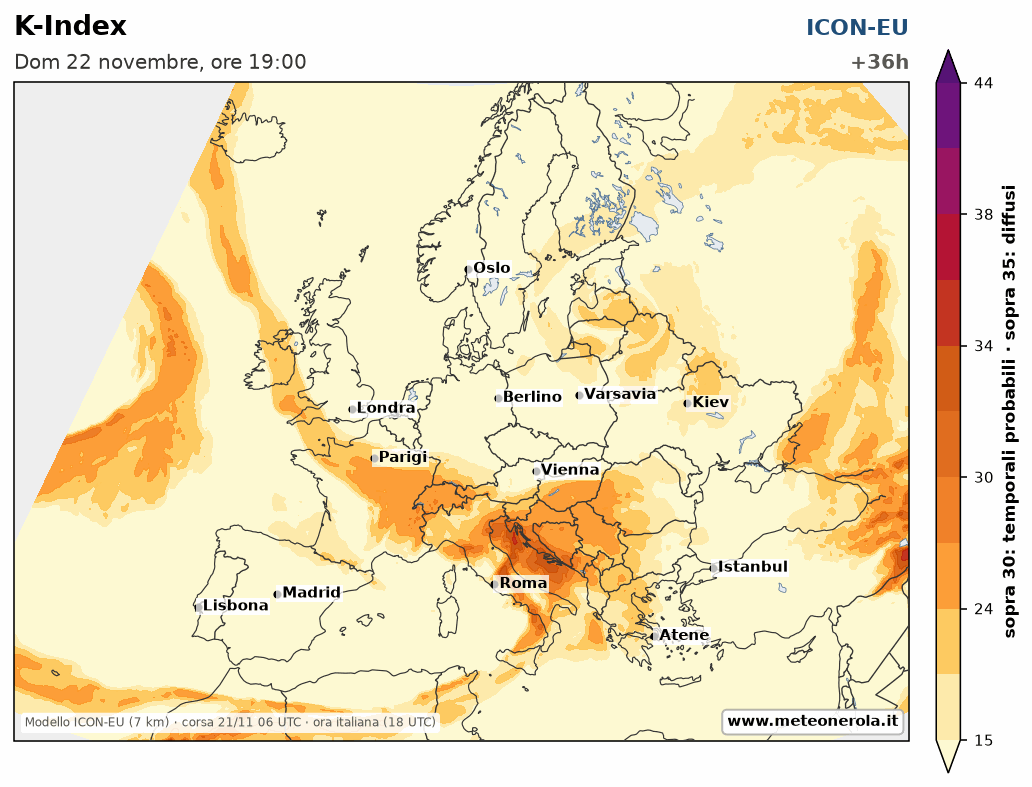 K-Index
ICON-EU
Dom 22 novembre, ore 19:00
+36h
44
38
34
30
24
15
sopra 30: temporali probabili · sopra 35: diffusi
Oslo
Berlino
Varsavia
Kiev
Londra
Parigi
Vienna
Istanbul
Roma
Madrid
Lisbona
Atene
Modello ICON-EU (7 km) · corsa 21/11 06 UTC · ora italiana (18 UTC)
www.meteonerola.it